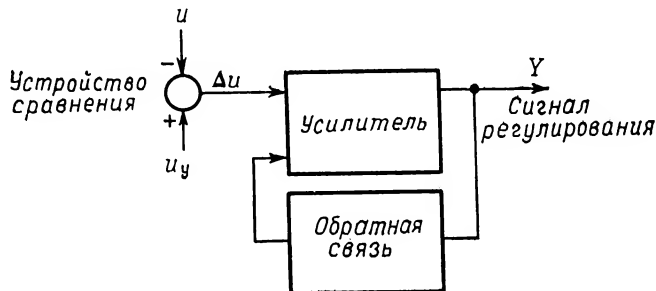 u
−
Устройство
сравнения
Δu
+
uу
Усилитель
Y
Сигнал
регулирования
Обратная
связь